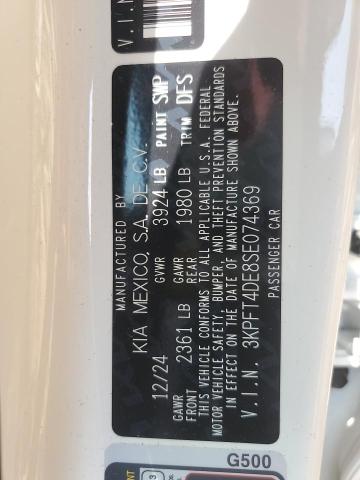 V.I.N
MANUFACTURED BY
KIA MEXICO, S.A. DE C.V.
12/24 GVWR 3924 LB PAINT SWP
GAWR FRONT 2361 LB GAWR REAR 1980 LB TRIM DFS
THIS VEHICLE CONFORMS TO ALL APPLICABLE U.S.A. FEDERAL
MOTOR VEHICLE SAFETY, BUMPER, AND THEFT PREVENTION STANDARDS
IN EFFECT ON THE DATE OF MANUFACTURE SHOWN ABOVE.
V.I.N. 3KPFT4DE8SE074369
PASSENGER CAR
G500